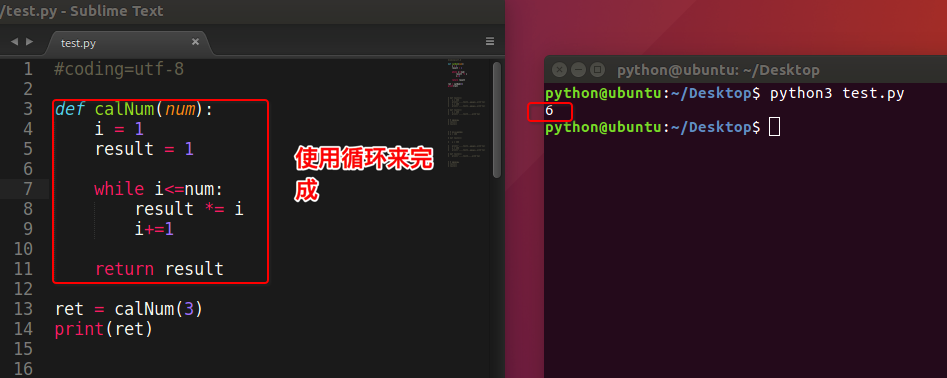 /test.py - Sublime Text
test.py
1 #coding=utf-8
2
3 def calNum(num):
4     i = 1
5     result = 1
6
7     while i<=num:
8         result *= i
9         i+=1
10
11     return result
12
13 ret = calNum(3)
14 print(ret)
15
16
使用循环来完
成
python@ubuntu: ~/Desktop
python@ubuntu:~/Desktop$ python3 test.py
6
python@ubuntu:~/Desktop$